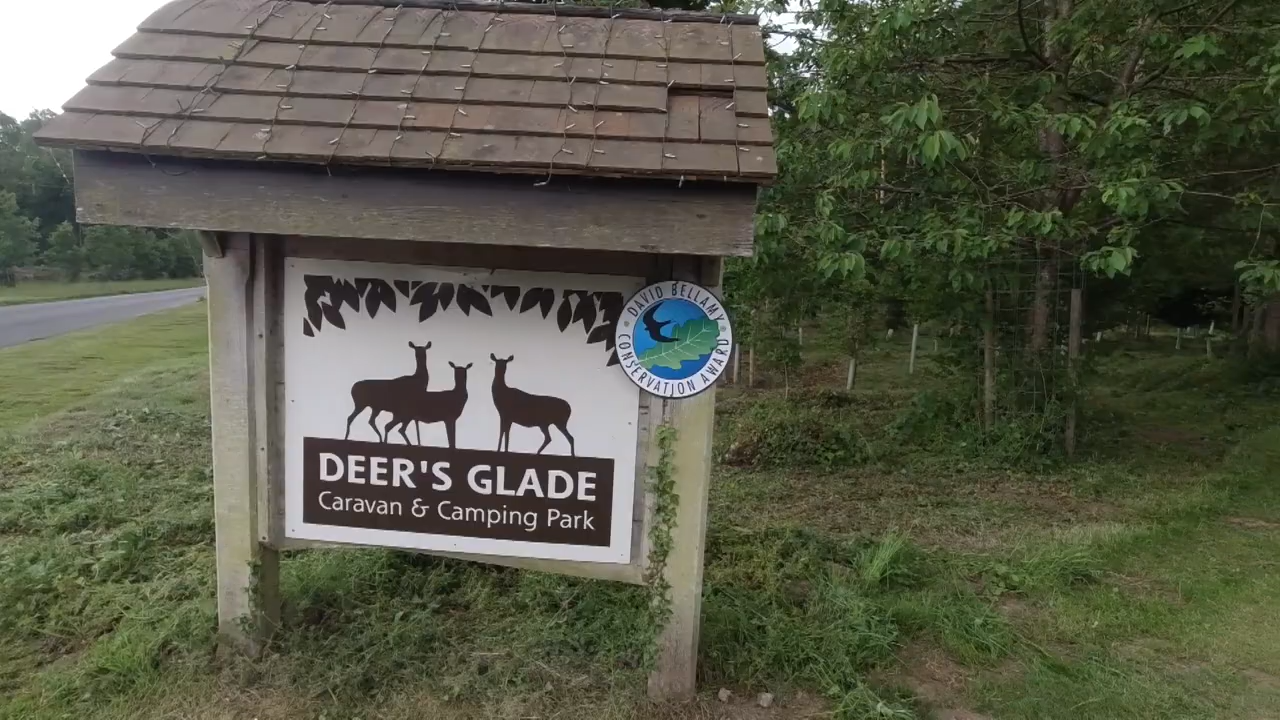 DAVID BELLAMY
CONSERVATION AWARD
DEER'S GLADE
Caravan & Camping Park